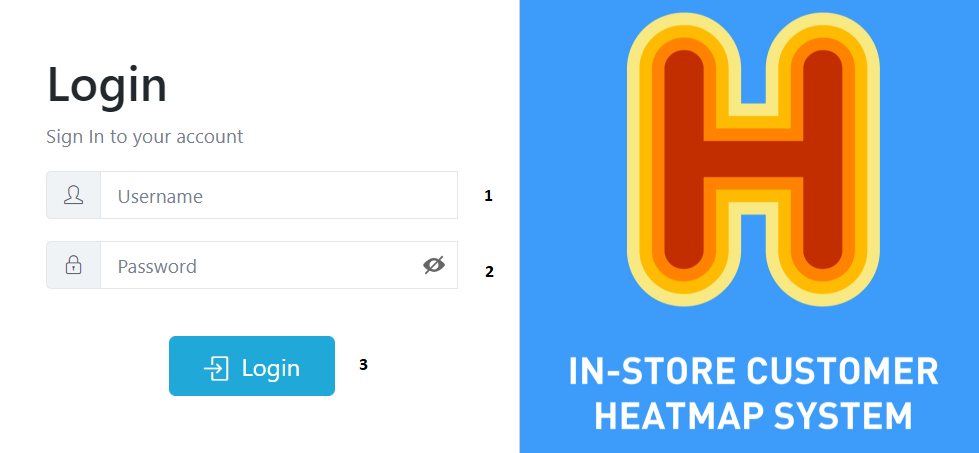 Login
Sign In to your account
Username 1
Password 2
Login 3
H
IN-STORE CUSTOMER
HEATMAP SYSTEM